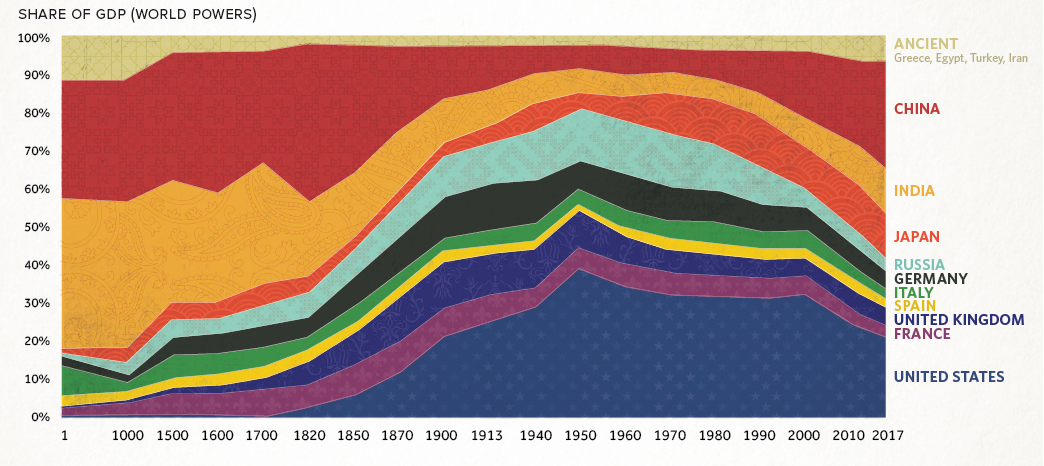 SHARE OF GDP (WORLD POWERS)
100%
90%
80%
70%
60%
50%
40%
30%
20%
10%
0%
ANCIENT
Greece, Egypt, Turkey, Iran
CHINA
INDIA
JAPAN
RUSSIA
GERMANY
ITALY
SPAIN
UNITED KINGDOM
FRANCE
UNITED STATES
1 1000 1500 1600 1700 1820 1850 1870 1900 1913 1940 1950 1960 1970 1980 1990 2000 2010 2017